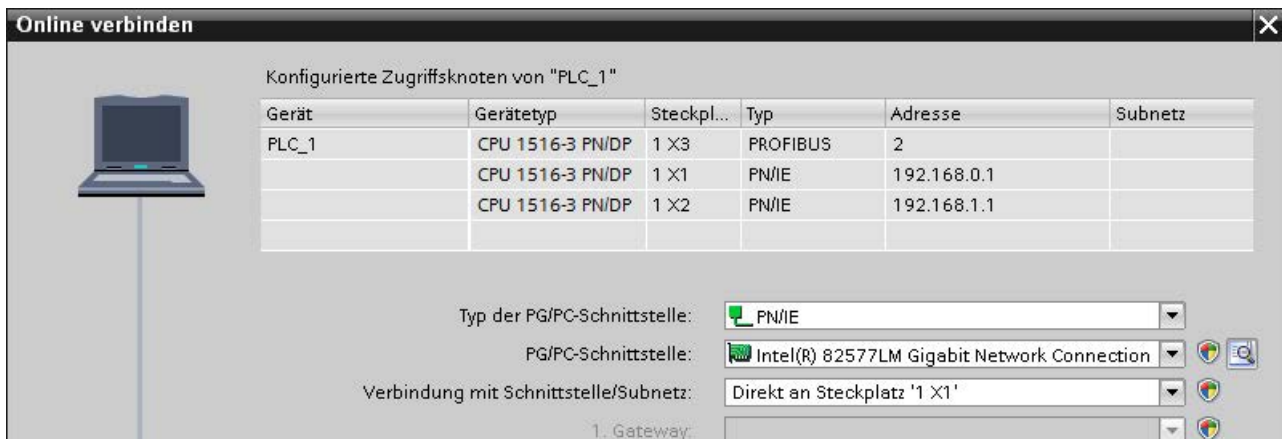 Online verbinden
Konfigurierte Zugriffsknoten von "PLC_1"
Gerät Gerätetyp Steckpl... Typ Adresse Subnetz
PLC_1 CPU 1516-3 PN/DP 1 X3 PROFIBUS 2
CPU 1516-3 PN/DP 1 X1 PN/IE 192.168.0.1
CPU 1516-3 PN/DP 1 X2 PN/IE 192.168.1.1
Typ der PG/PC-Schnittstelle: PN/IE
PG/PC-Schnittstelle: Intel(R) 82577LM Gigabit Network Connection
Verbindung mit Schnittstelle/Subnetz: Direkt an Steckplatz '1 X1'
1. Gateway: